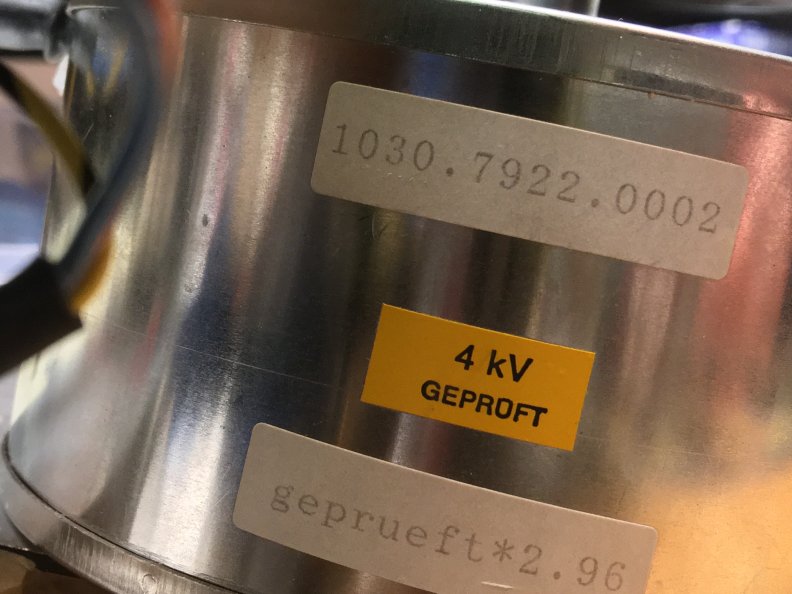 1030.7922.0002
4 kV
GEPRÜFT
geprueft*2.96